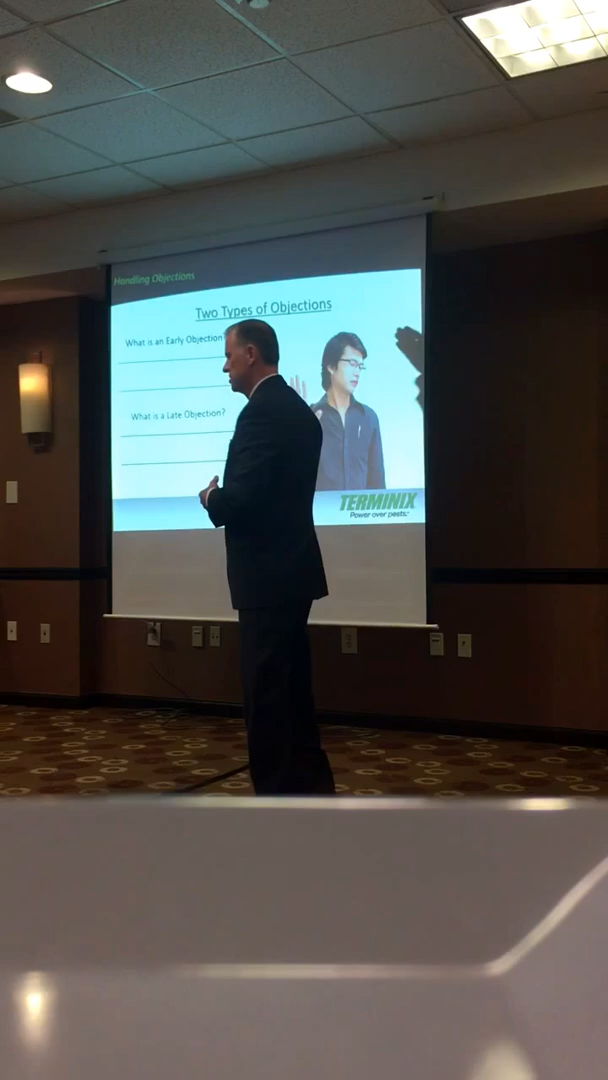 Handling Objections
Two Types of Objections
What is an Early Objection
What is a Late Objection?
TERMINIX
Power over pests.